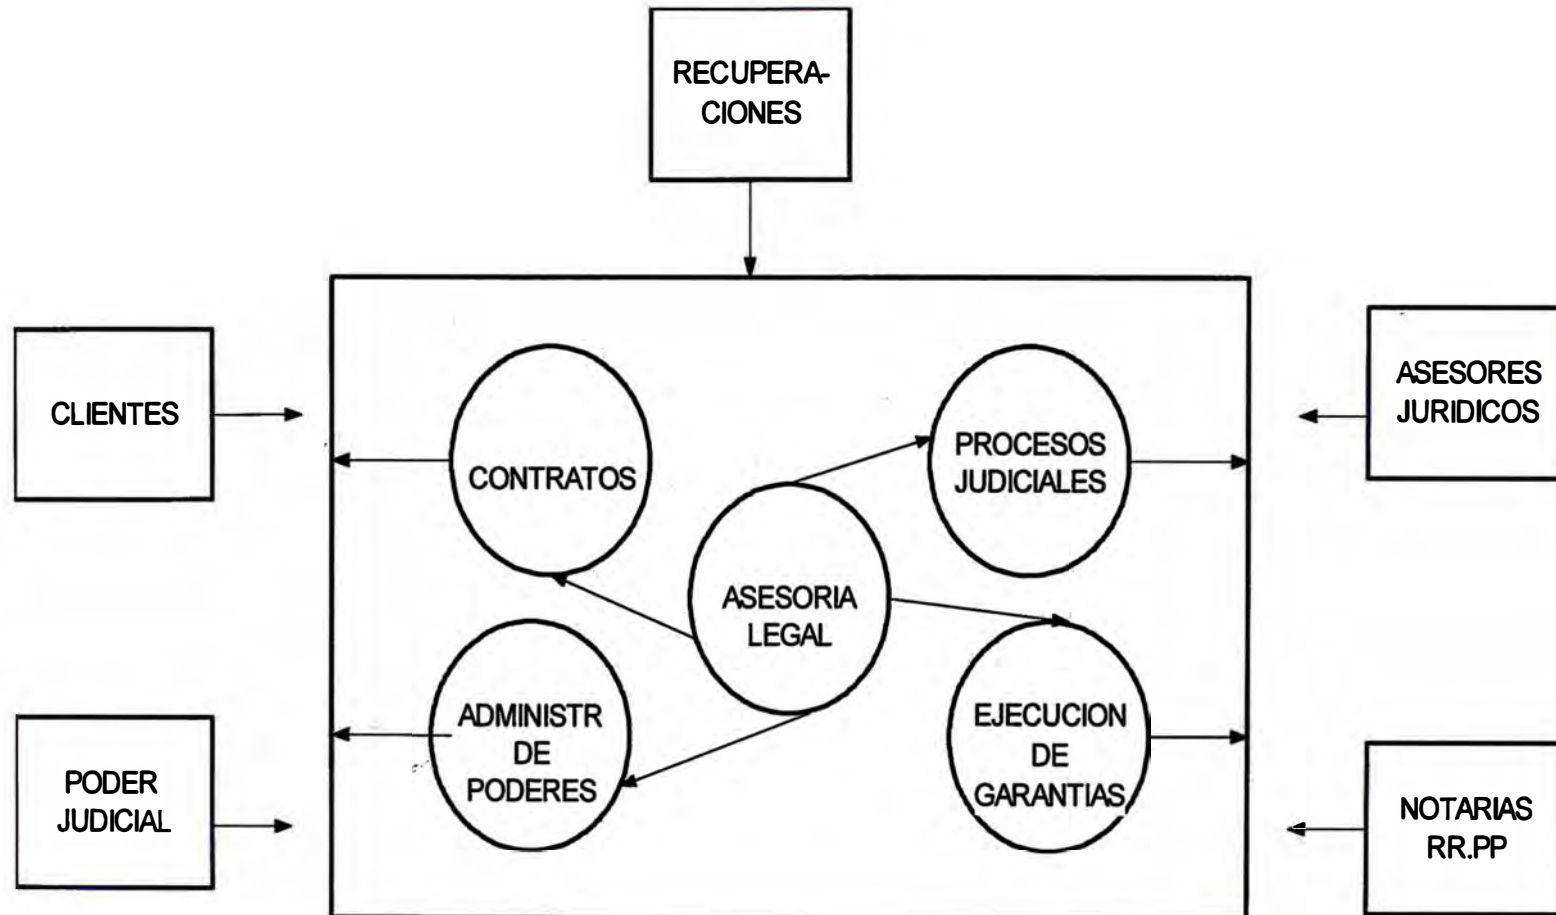 RECUPERA-
CIONES
CLIENTES
ASESORES
JURIDICOS
CONTRATOS
PROCESOS
JUDICIALES
ASESORIA
LEGAL
ADMINISTR
DE
PODERES
EJECUCION
DE
GARANTIAS
PODER
JUDICIAL
NOTARIAS
RR.PP